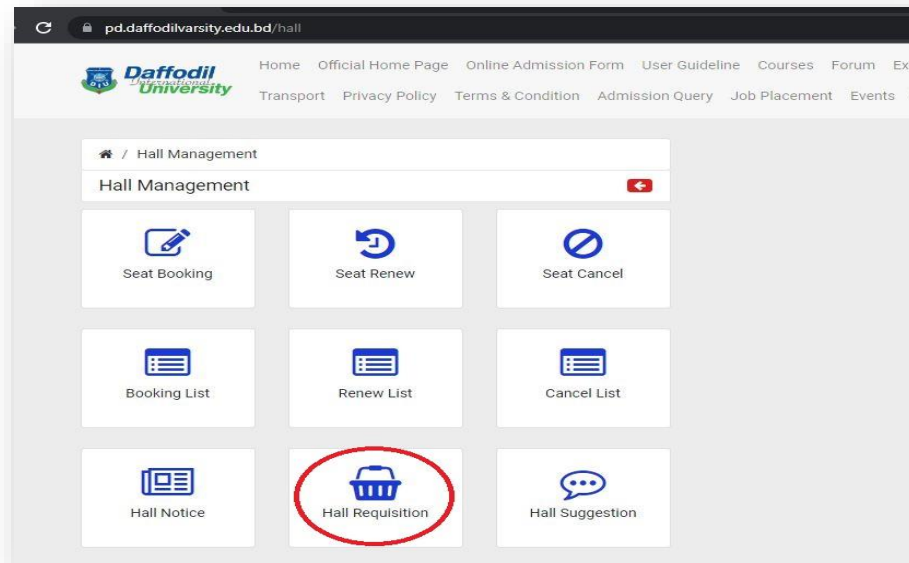 pd.daffodilvarsity.edu.bd/hall
Daffodil International University
Home Official Home Page Online Admission Form User Guideline Courses Forum Ex
Transport Privacy Policy Terms & Condition Admission Query Job Placement Events
/ Hall Management
Hall Management
Seat Booking Seat Renew Seat Cancel
Booking List Renew List Cancel List
Hall Notice Hall Requisition Hall Suggestion